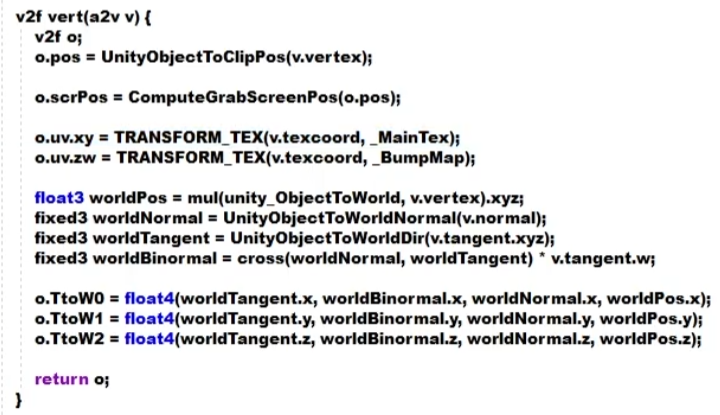 v2f vert(a2v v) {
v2f o;
o.pos = UnityObjectToClipPos(v.vertex);
o.scrPos = ComputeGrabScreenPos(o.pos);
o.uv.xy = TRANSFORM_TEX(v.texcoord, _MainTex);
o.uv.zw = TRANSFORM_TEX(v.texcoord, _BumpMap);
float3 worldPos = mul(unity_ObjectToWorld, v.vertex).xyz;
fixed3 worldNormal = UnityObjectToWorldNormal(v.normal);
fixed3 worldTangent = UnityObjectToWorldDir(v.tangent.xyz);
fixed3 worldBinormal = cross(worldNormal, worldTangent) * v.tangent.w;
o.TtoW0 = float4(worldTangent.x, worldBinormal.x, worldNormal.x, worldPos.x);
o.TtoW1 = float4(worldTangent.y, worldBinormal.y, worldNormal.y, worldPos.y);
o.TtoW2 = float4(worldTangent.z, worldBinormal.z, worldNormal.z, worldPos.z);
return o;
}